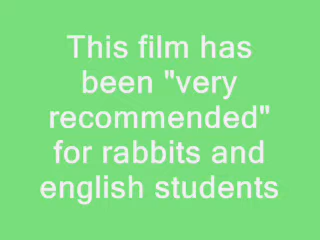 This film has
been "very
recommended"
for rabbits and
english students